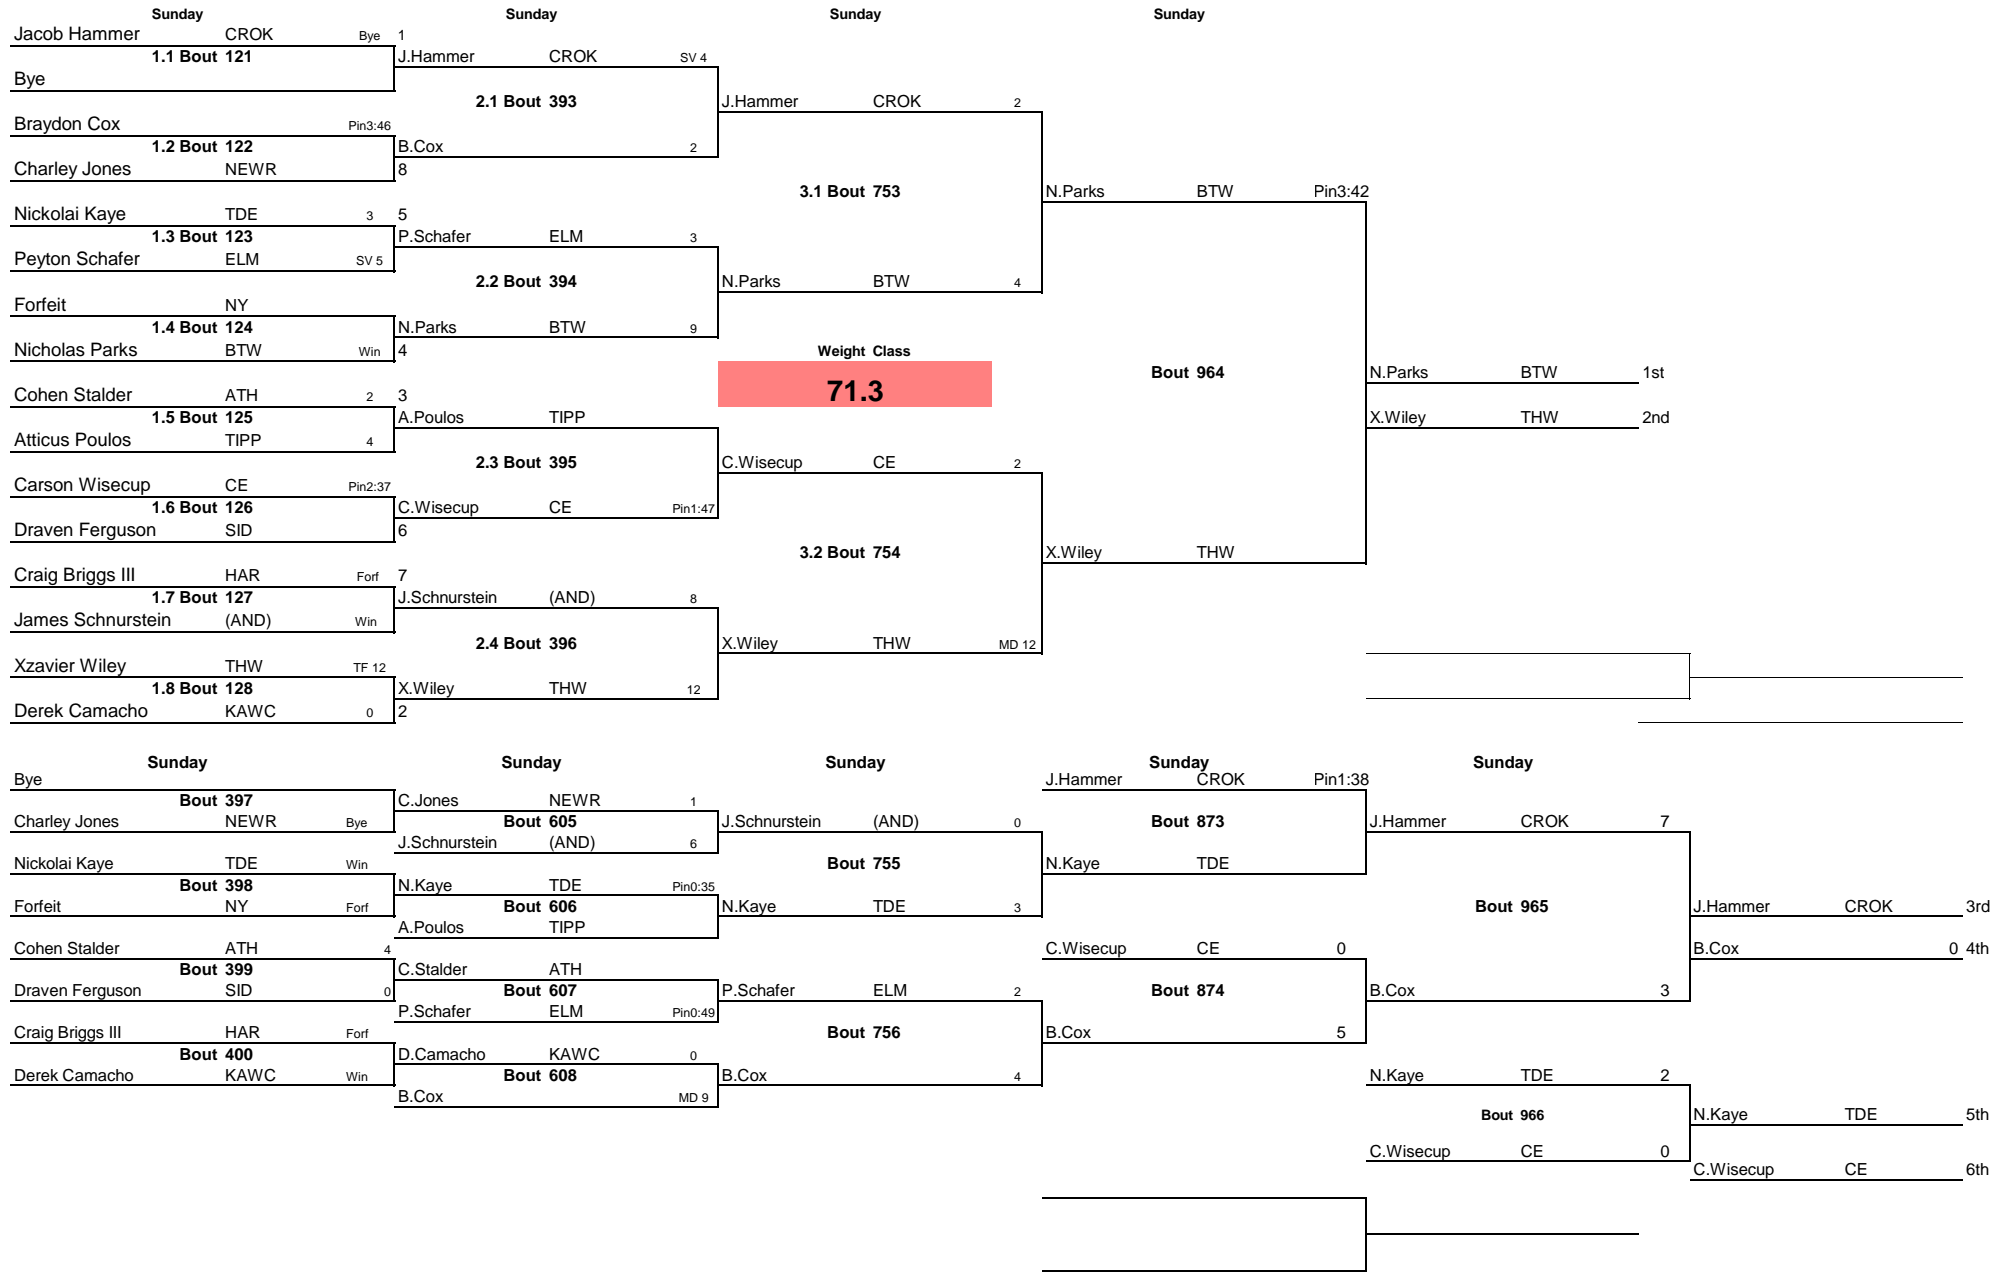 Sunday Sunday Sunday Sunday
Jacob Hammer CROK Bye 1
1.1 Bout 121 J.Hammer CROK SV 4
Bye
2.1 Bout 393 J.Hammer CROK 2
Braydon Cox Pin3:46
1.2 Bout 122 B.Cox 2
Charley Jones NEWR 8
3.1 Bout 753 N.Parks BTW Pin3:42
Nickolai Kaye TDE 3 5
1.3 Bout 123 P.Schafer ELM 3
Peyton Schafer ELM SV 5
2.2 Bout 394 N.Parks BTW 4
Forfeit NY
1.4 Bout 124 N.Parks BTW 9
Nicholas Parks BTW Win 4 Weight Class
Bout 964 N.Parks BTW 1st
71.3
Cohen Stalder ATH 2 3
1.5 Bout 125 A.Poulos TIPP X.Wiley THW 2nd
Atticus Poulos TIPP 4
2.3 Bout 395 C.Wisecup CE 2
Carson Wisecup CE Pin2:37
1.6 Bout 126 C.Wisecup CE Pin1:47
Draven Ferguson SID 6
3.2 Bout 754 X.Wiley THW
Craig Briggs III HAR Forf 7
1.7 Bout 127 J.Schnurstein (AND) 8
James Schnurstein (AND) Win
2.4 Bout 396 X.Wiley THW MD 12
Xzavier Wiley THW TF 12
1.8 Bout 128 X.Wiley THW 12
Derek Camacho KAWC 0 2
Sunday Sunday Sunday Sunday Sunday
Bye J.Hammer CROK Pin1:38
Bout 397 C.Jones NEWR 1
Charley Jones NEWR Bye Bout 605 J.Schnurstein (AND) 0 Bout 873 J.Hammer CROK 7
J.Schnurstein (AND) 6
Nickolai Kaye TDE Win Bout 755 N.Kaye TDE
Bout 398 N.Kaye TDE Pin0:35
Forfeit NY Forf Bout 606 N.Kaye TDE 3 Bout 965 J.Hammer CROK 3rd
A.Poulos TIPP
Cohen Stalder ATH 4 C.Wisecup CE 0 B.Cox 0 4th
Bout 399 C.Stalder ATH
Draven Ferguson SID 0 Bout 607 P.Schafer ELM 2 Bout 874 B.Cox 3
P.Schafer ELM Pin0:49
Craig Briggs III HAR Forf Bout 756 B.Cox 5
Bout 400 D.Camacho KAWC 0
Derek Camacho KAWC Win Bout 608 B.Cox 4 N.Kaye TDE 2
B.Cox MD 9
Bout 966 N.Kaye TDE 5th
C.Wisecup CE 0
C.Wisecup CE 6th